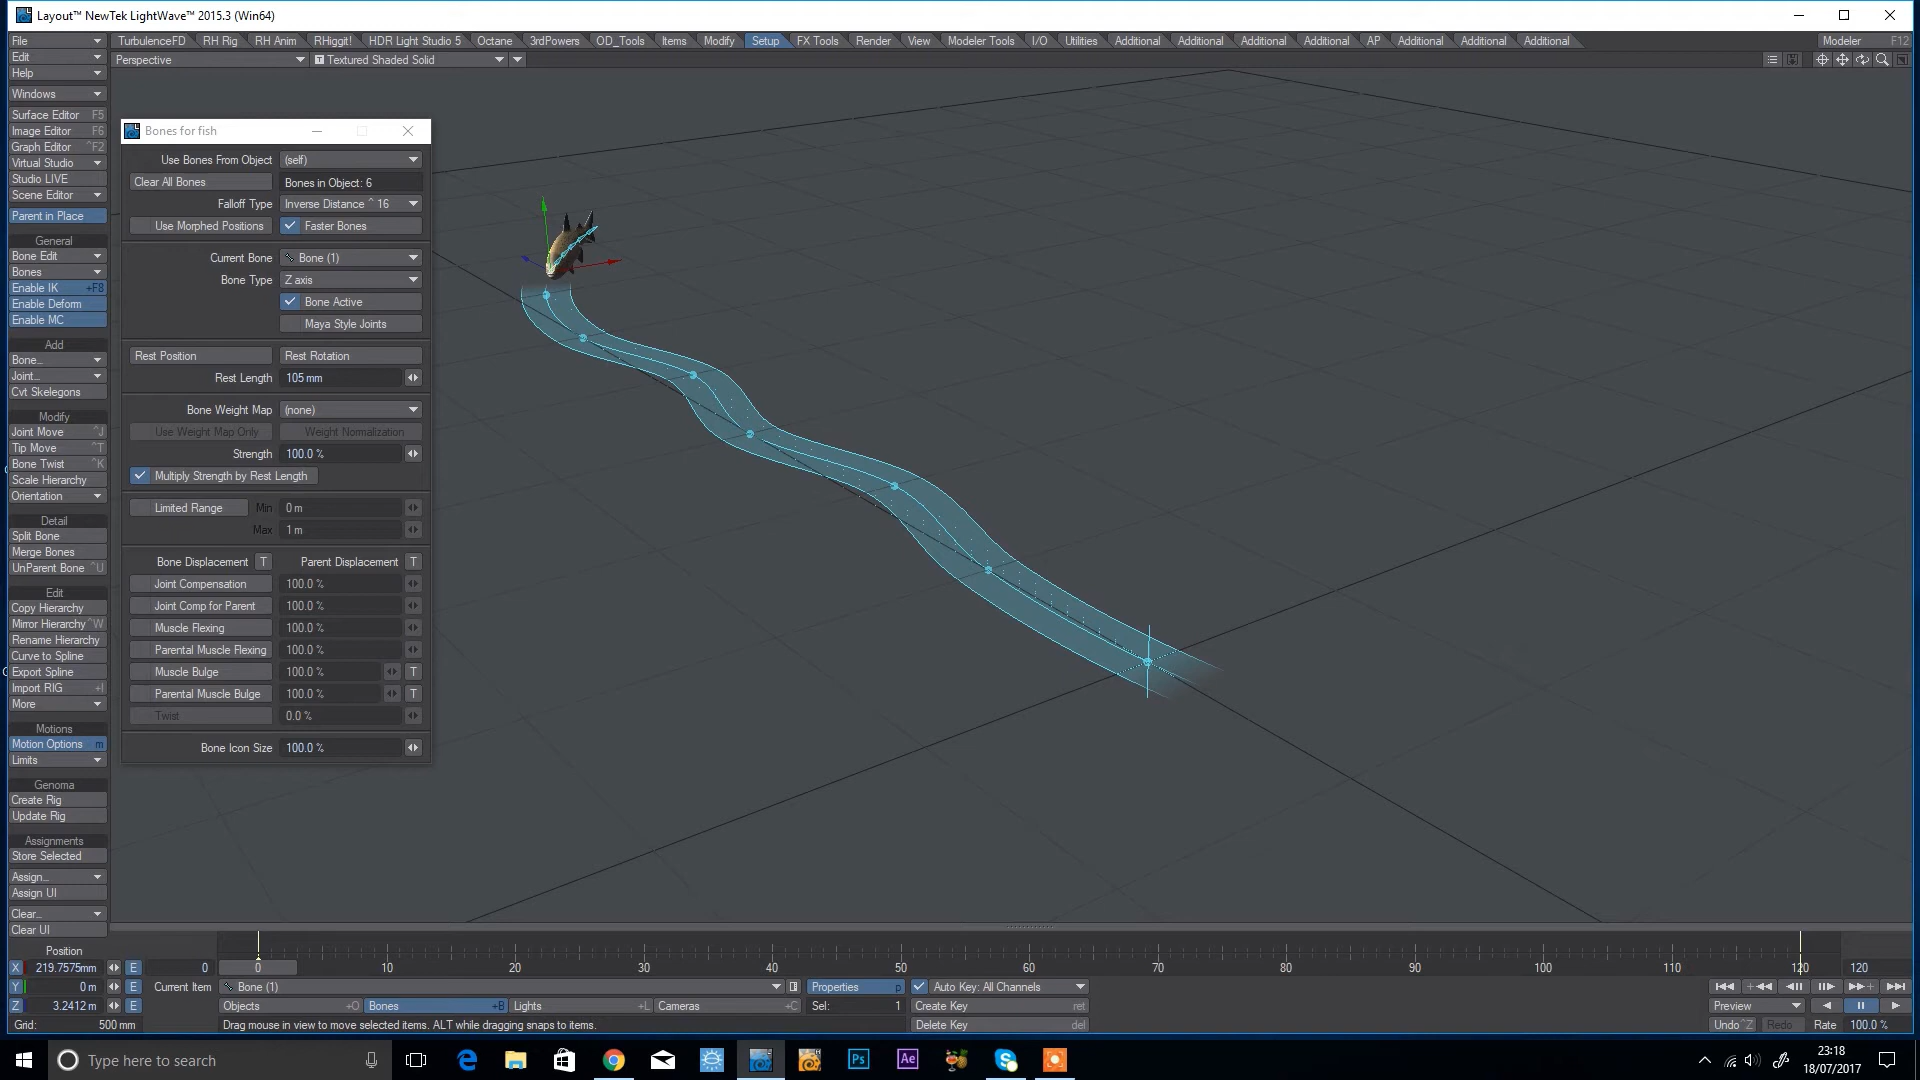 Layout™ NewTek LightWave™ 2015.3 (Win64)
File
TurbulenceFD RH Rig RH Anim RHiggit! HDR Light Studio 5 Octane 3rdPowers OD_Tools Items Modify Setup FX Tools Render View Modeler Tools I/O Utilities Additional Additional Additional Additional AP Additional Additional Additional Modeler F12
Edit
Perspective T Textured Shaded Solid
Help
Windows
Surface Editor F5
Image Editor F6
Graph Editor ^F2
Virtual Studio
Studio LIVE
Scene Editor
Parent in Place
General
Bone Edit
Bones
Enable IK +F8
Enable Deform
Enable MC
Add
Bone...
Joint...
Cvt Skelegons
Modify
Joint Move ^J
Tip Move ^T
Bone Twist ^K
Scale Hierarchy
Orientation
Detail
Split Bone
Merge Bones
UnParent Bone ^U
Edit
Copy Hierarchy
Mirror Hierarchy ^W
Rename Hierarchy
Curve to Spline
Export Spline
Import RIG +I
More
Motions
Motion Options m
Limits
Genoma
Create Rig
Update Rig
Assignments
Store Selected
Assign...
Assign UI
Clear...
Clear UI
Bones for fish
Use Bones From Object (self)
Clear All Bones Bones in Object: 6
Falloff Type Inverse Distance ^ 16
Use Morphed Positions Faster Bones
Current Bone Bone (1)
Bone Type Z axis
Bone Active
Maya Style Joints
Rest Position Rest Rotation
Rest Length 105 mm
Bone Weight Map (none)
Use Weight Map Only Weight Normalization
Strength 100.0 %
Multiply Strength by Rest Length
Limited Range Min 0 m
Max 1 m
Bone Displacement T Parent Displacement T
Joint Compensation 100.0 %
Joint Comp for Parent 100.0 %
Muscle Flexing 100.0 %
Parental Muscle Flexing 100.0 %
Muscle Bulge 100.0 % T
Parental Muscle Bulge 100.0 % T
Twist 0.0 %
Bone Icon Size 100.0 %
Position
X 219.7575mm E 0 0 10 20 30 40 50 60 70 80 90 100 110 120 120
Y 0 m E Current Item Bone (1) Properties p Auto Key: All Channels
Z 3.2412 m E Objects +O Bones +B Lights +L Cameras +C Sel: 1 Create Key ret Preview
Grid: 500 mm Drag mouse in view to move selected items. ALT while dragging snaps to items. Delete Key del Undo ^Z Redo Rate 100.0 %
Type here to search Ps Ae 23:18
18/07/2017